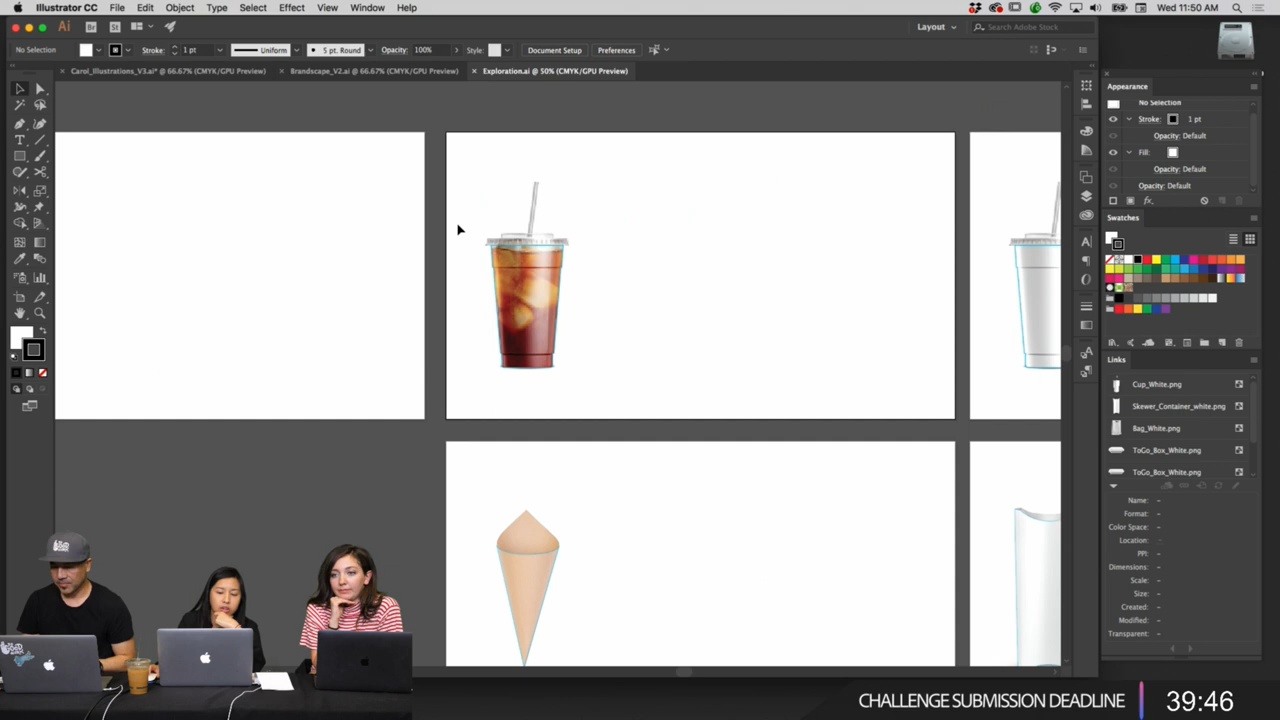 Illustrator CC File Edit Object Type Select Effect View Window Help
Wed 11:50 AM
Ai Br St
Layout
Search Adobe Stock
No Selection
Stroke: 1 pt
Uniform
5 pt. Round
Opacity: 100%
Style:
Document Setup
Preferences
Carol_Illustrations_V3.ai* @ 66.67% (CMYK/GPU Preview)
Brandscape_V2.ai @ 66.67% (CMYK/GPU Preview)
Exploration.ai @ 50% (CMYK/GPU Preview)
Appearance
No Selection
Stroke: 1 pt
Opacity: Default
Fill:
Opacity: Default
Opacity: Default
fx
Swatches
Links
Cup_White.png
Skewer_Container_white.png
Bag_White.png
ToGo_Box_White.png
ToGo_Box_White.png
Name: –
Format: –
Color Space: –
Location: –
PPI: –
Dimensions: –
Scale: –
Size: –
Created: –
Modified: –
Transparent: –
CHALLENGE SUBMISSION DEADLINE
39:46